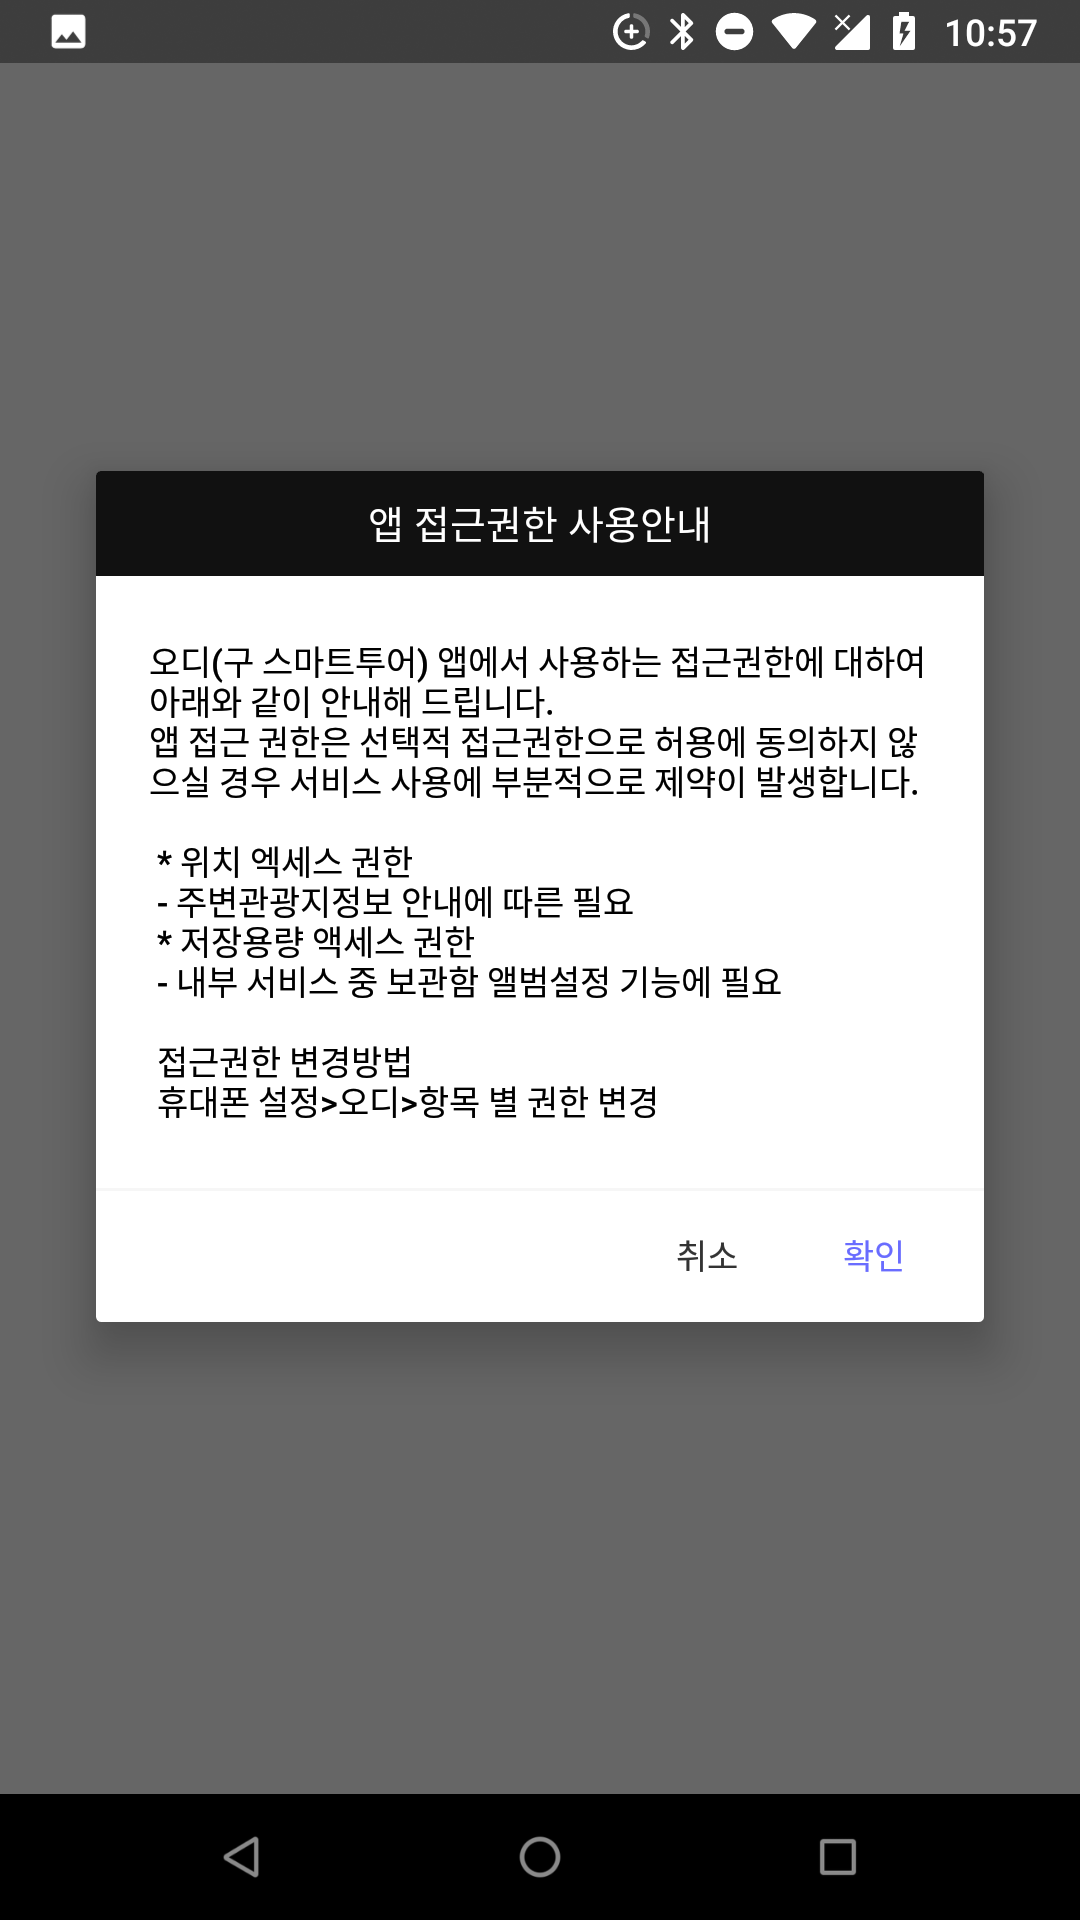 10:57
앱 접근권한 사용안내
오디(구 스마트투어) 앱에서 사용하는 접근권한에 대하여
아래와 같이 안내해 드립니다.
앱 접근 권한은 선택적 접근권한으로 허용에 동의하지 않
으실 경우 서비스 사용에 부분적으로 제약이 발생합니다.
* 위치 엑세스 권한
- 주변관광지정보 안내에 따른 필요
* 저장용량 액세스 권한
- 내부 서비스 중 보관함 앨범설정 기능에 필요
접근권한 변경방법
휴대폰 설정>오디>항목 별 권한 변경
취소 확인